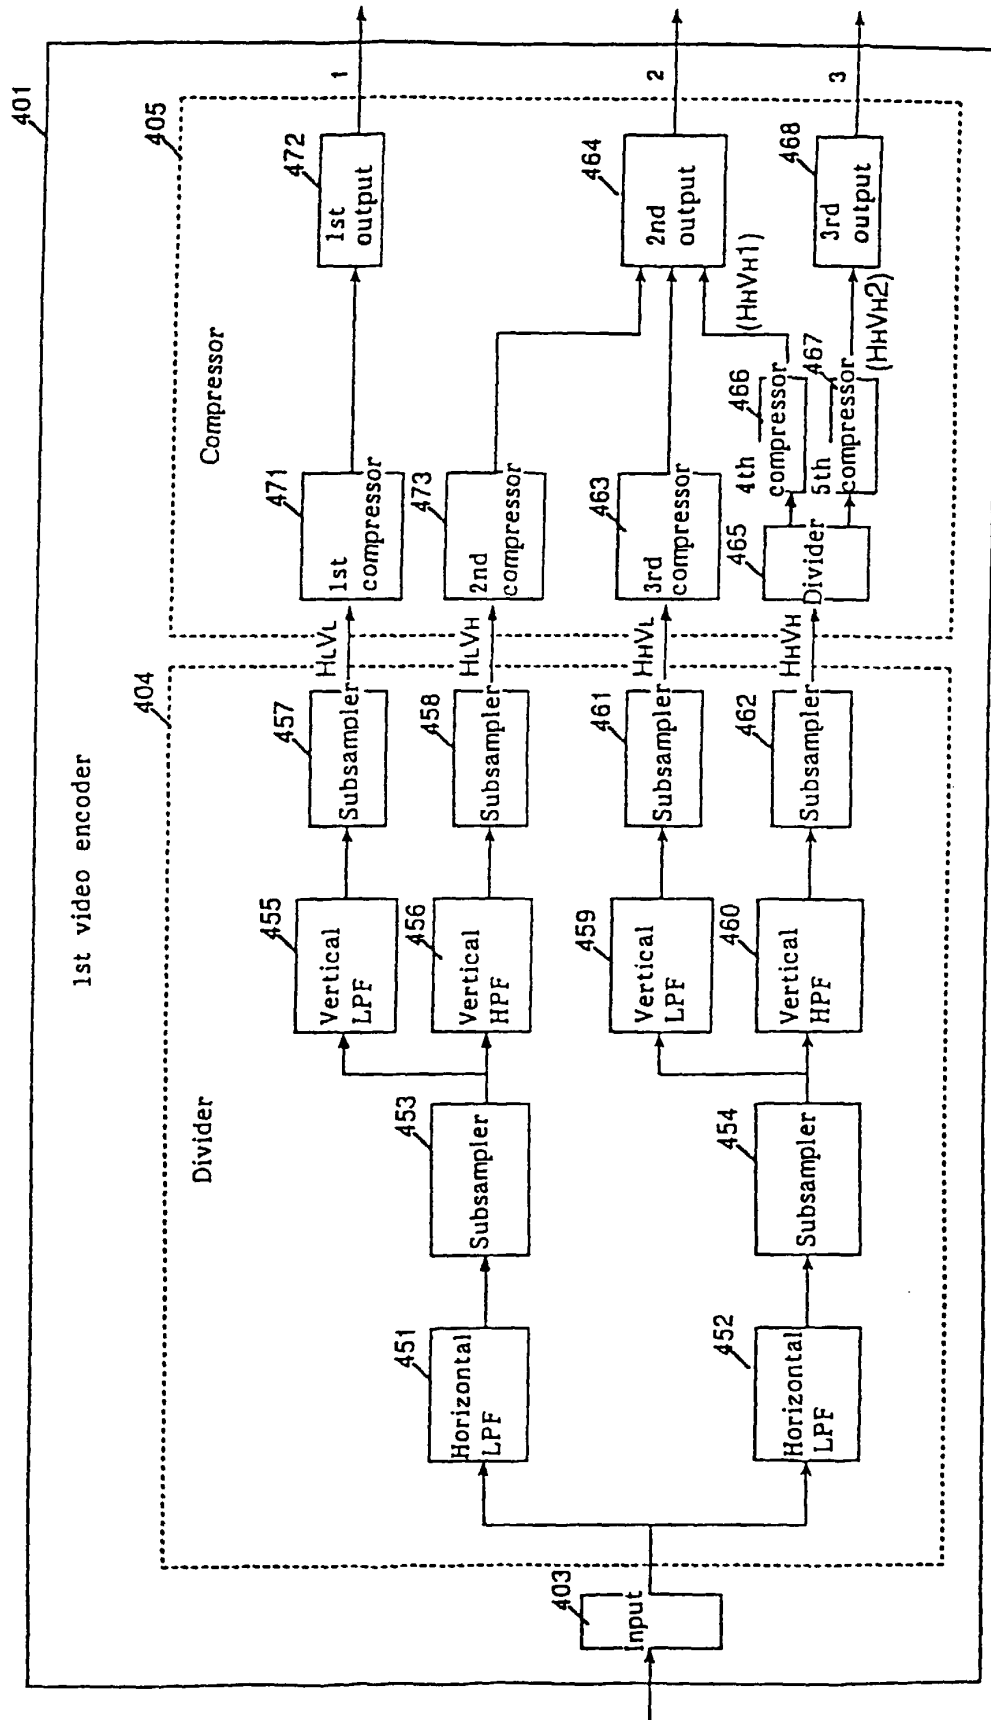 1st video encoder
401
403
Input
404
Divider
451
Horizontal
LPF
453
Subsampler
455
Vertical
LPF
456
Vertical
HPF
457
Subsampler
HLVL
458
Subsampler
HLVH
452
Horizontal
LPF
454
Subsampler
459
Vertical
LPF
460
Vertical
HPF
461
Subsampler
HHVL
462
Subsampler
HHVH
405
Compressor
471
1st
compressor
472
1st
output
1
473
2nd
compressor
463
3rd
compressor
464
2nd
output
2
465
Divider
466
4th
compressor
(HHVH1)
467
5th
compressor
(HHVH2)
468
3rd
output
3